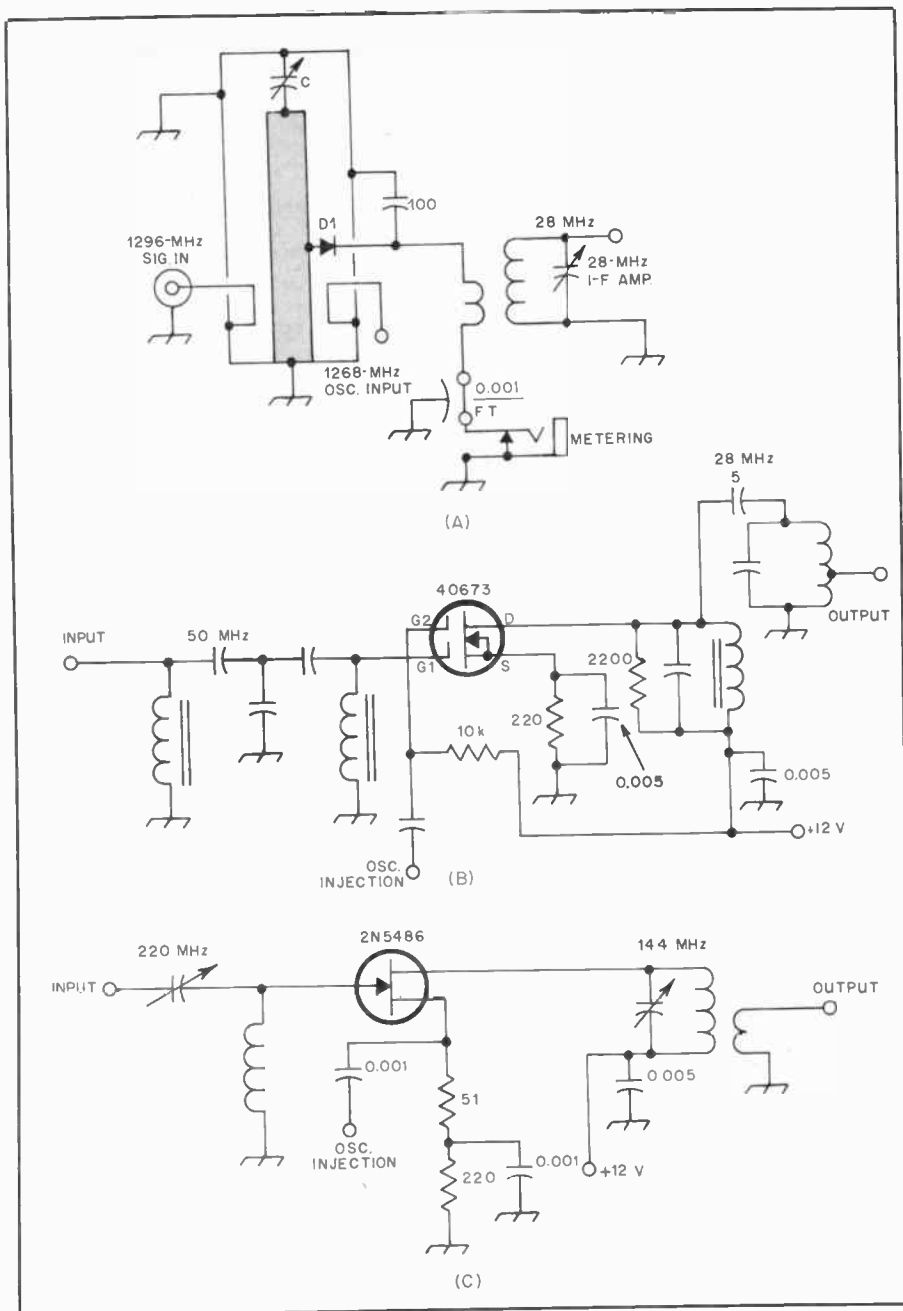 C
100
D1
1296-MHz
SIG. IN
28 MHz
28-MHz
I-F AMP.
1268-MHz
OSC. INPUT
0.001
FT
METERING
(A)
28 MHz
5
OUTPUT
40673
G2
D
G1
S
INPUT
50 MHz
2200
220
10k
0.005
0.005
+12 V
OSC.
INJECTION
(B)
2N5486
220 MHz
144 MHz
INPUT
OUTPUT
0.001
0.005
51
OSC.
INJECTION
0.001
220
+12 V
(C)